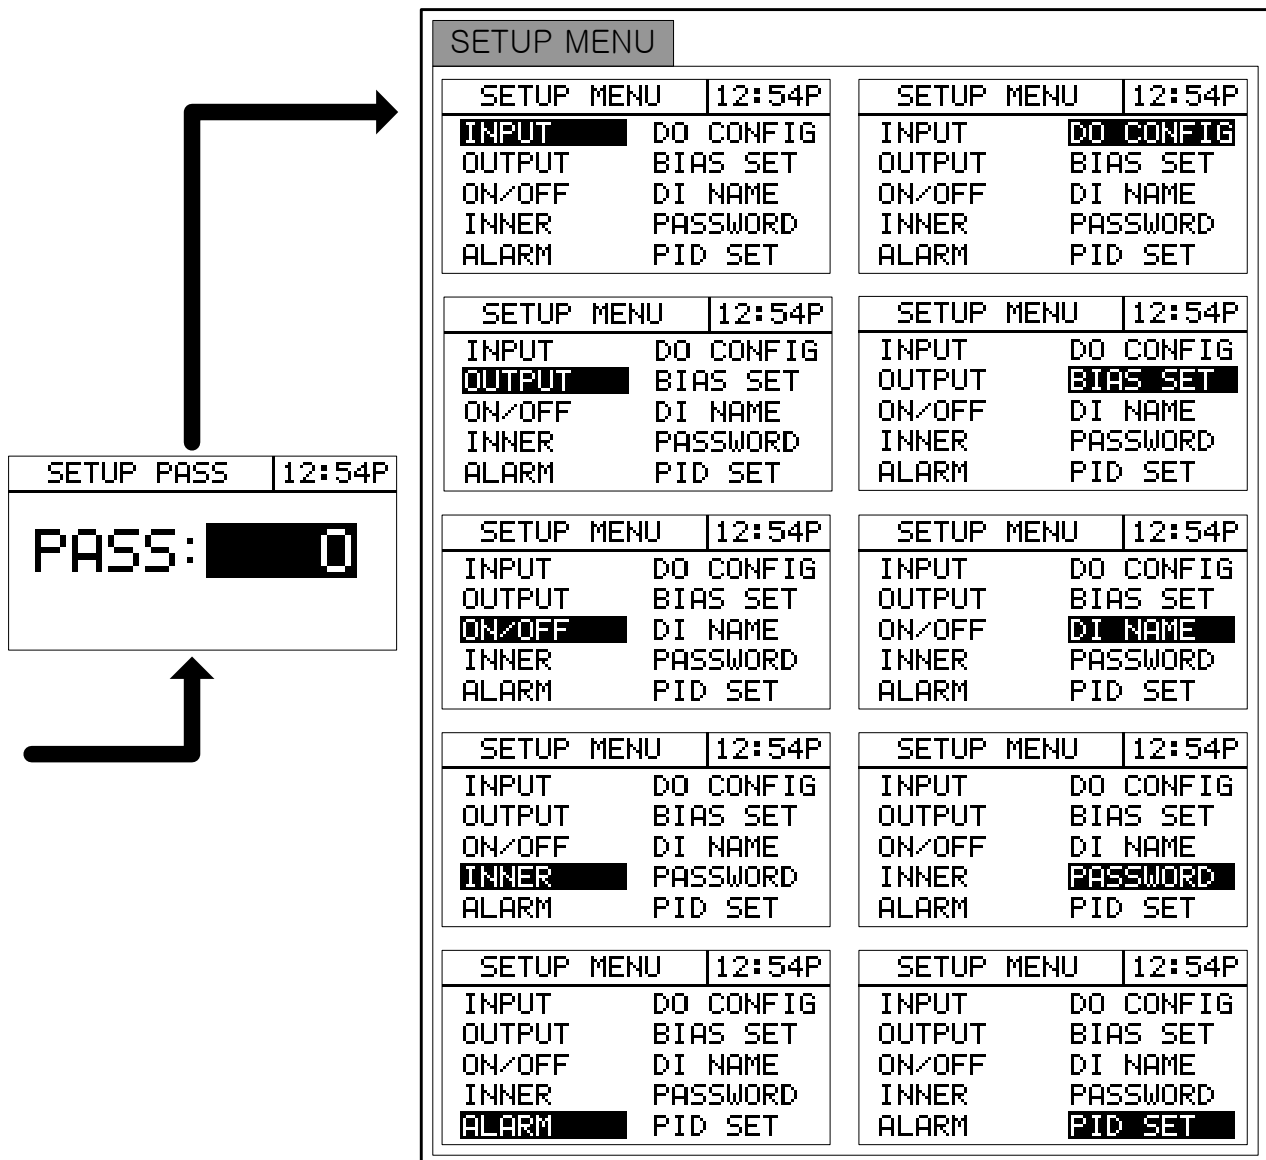 SETUP MENU
SETUP MENU 12:54P
INPUT DO CONFIG
OUTPUT BIAS SET
ON/OFF DI NAME
INNER PASSWORD
ALARM PID SET
SETUP MENU 12:54P
INPUT DO CONFIG
OUTPUT BIAS SET
ON/OFF DI NAME
INNER PASSWORD
ALARM PID SET
SETUP MENU 12:54P
INPUT DO CONFIG
OUTPUT BIAS SET
ON/OFF DI NAME
INNER PASSWORD
ALARM PID SET
SETUP MENU 12:54P
INPUT DO CONFIG
OUTPUT BIAS SET
ON/OFF DI NAME
INNER PASSWORD
ALARM PID SET
SETUP PASS 12:54P
PASS: 0
SETUP MENU 12:54P
INPUT DO CONFIG
OUTPUT BIAS SET
ON/OFF DI NAME
INNER PASSWORD
ALARM PID SET
SETUP MENU 12:54P
INPUT DO CONFIG
OUTPUT BIAS SET
ON/OFF DI NAME
INNER PASSWORD
ALARM PID SET
SETUP MENU 12:54P
INPUT DO CONFIG
OUTPUT BIAS SET
ON/OFF DI NAME
INNER PASSWORD
ALARM PID SET
SETUP MENU 12:54P
INPUT DO CONFIG
OUTPUT BIAS SET
ON/OFF DI NAME
INNER PASSWORD
ALARM PID SET
SETUP MENU 12:54P
INPUT DO CONFIG
OUTPUT BIAS SET
ON/OFF DI NAME
INNER PASSWORD
ALARM PID SET
SETUP MENU 12:54P
INPUT DO CONFIG
OUTPUT BIAS SET
ON/OFF DI NAME
INNER PASSWORD
ALARM PID SET